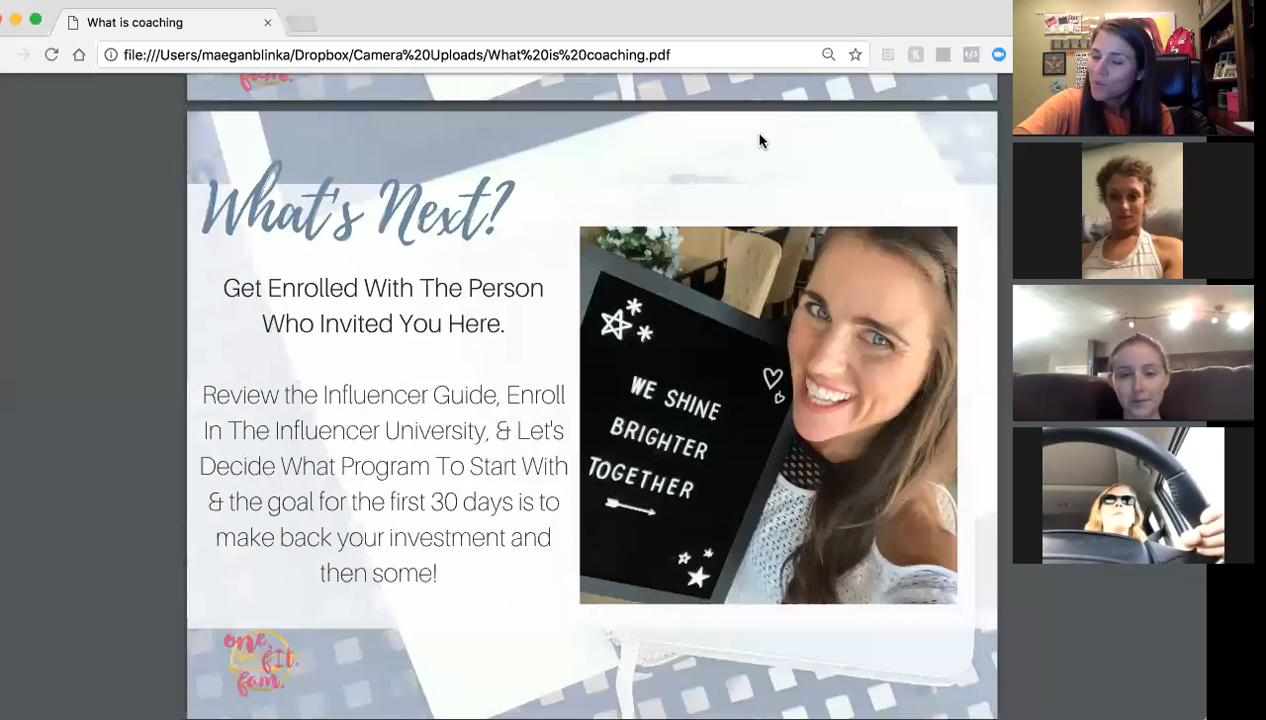 What is coaching
file:///Users/maeganblinka/Dropbox/Camera%20Uploads/What%20is%20coaching.pdf
fam.
What's Next?
Get Enrolled With The Person
Who Invited You Here.
Review the Influencer Guide, Enroll
In The Influencer University, & Let's
Decide What Program To Start With
& the goal for the first 30 days is to
make back your investment and
then some!
WE SHINE
BRIGHTER
TOGETHER
one
fit
fam.